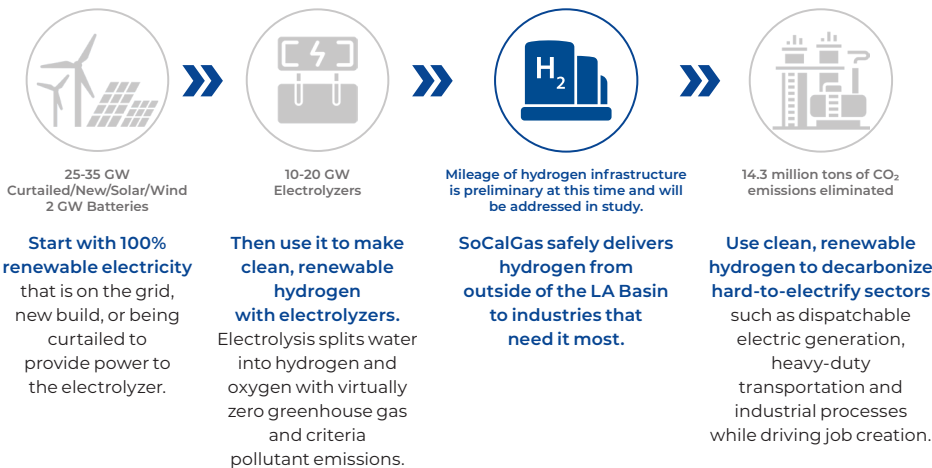 H₂
25-35 GW
Curtailed/New/Solar/Wind
2 GW Batteries
Start with 100%
renewable electricity
that is on the grid,
new build, or being
curtailed to
provide power to
the electrolyzer.
10-20 GW
Electrolyzers
Then use it to make
clean, renewable
hydrogen
with electrolyzers.
Electrolysis splits water
into hydrogen and
oxygen with virtually
zero greenhouse gas
and criteria
pollutant emissions.
Mileage of hydrogen infrastructure
is preliminary at this time and will
be addressed in study.
SoCalGas safely delivers
hydrogen from
outside of the LA Basin
to industries that
need it most.
14.3 million tons of CO₂
emissions eliminated
Use clean, renewable
hydrogen to decarbonize
hard-to-electrify sectors
such as dispatchable
electric generation,
heavy-duty
transportation and
industrial processes
while driving job creation.